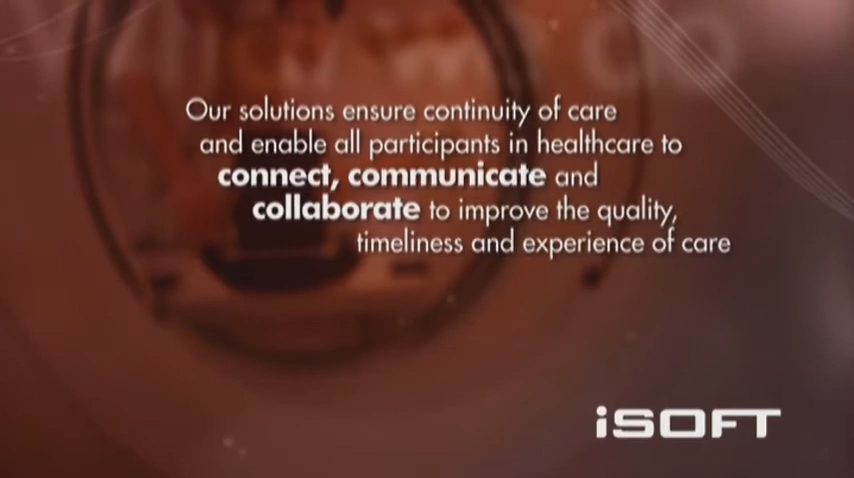 Our solutions ensure continuity of care
and enable all participants in healthcare to
connect, communicate and
collaborate to improve the quality,
timeliness and experience of care
iSOFT